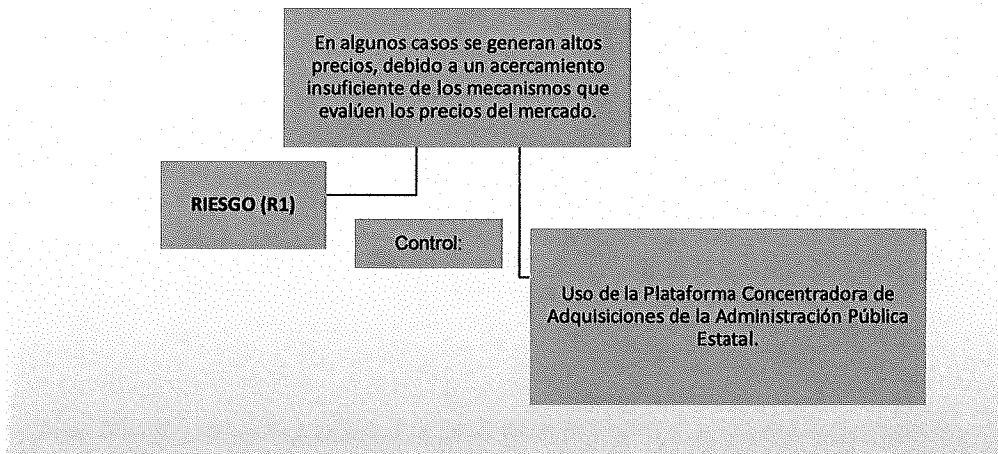 En algunos casos se generan altos
precios, debido a un acercamiento
insuficiente de los mecanismos que
evalúen los precios del mercado.
RIESGO (R1)
Control:
Uso de la Plataforma Concentradora de
Adquisiciones de la Administración Pública
Estatal.